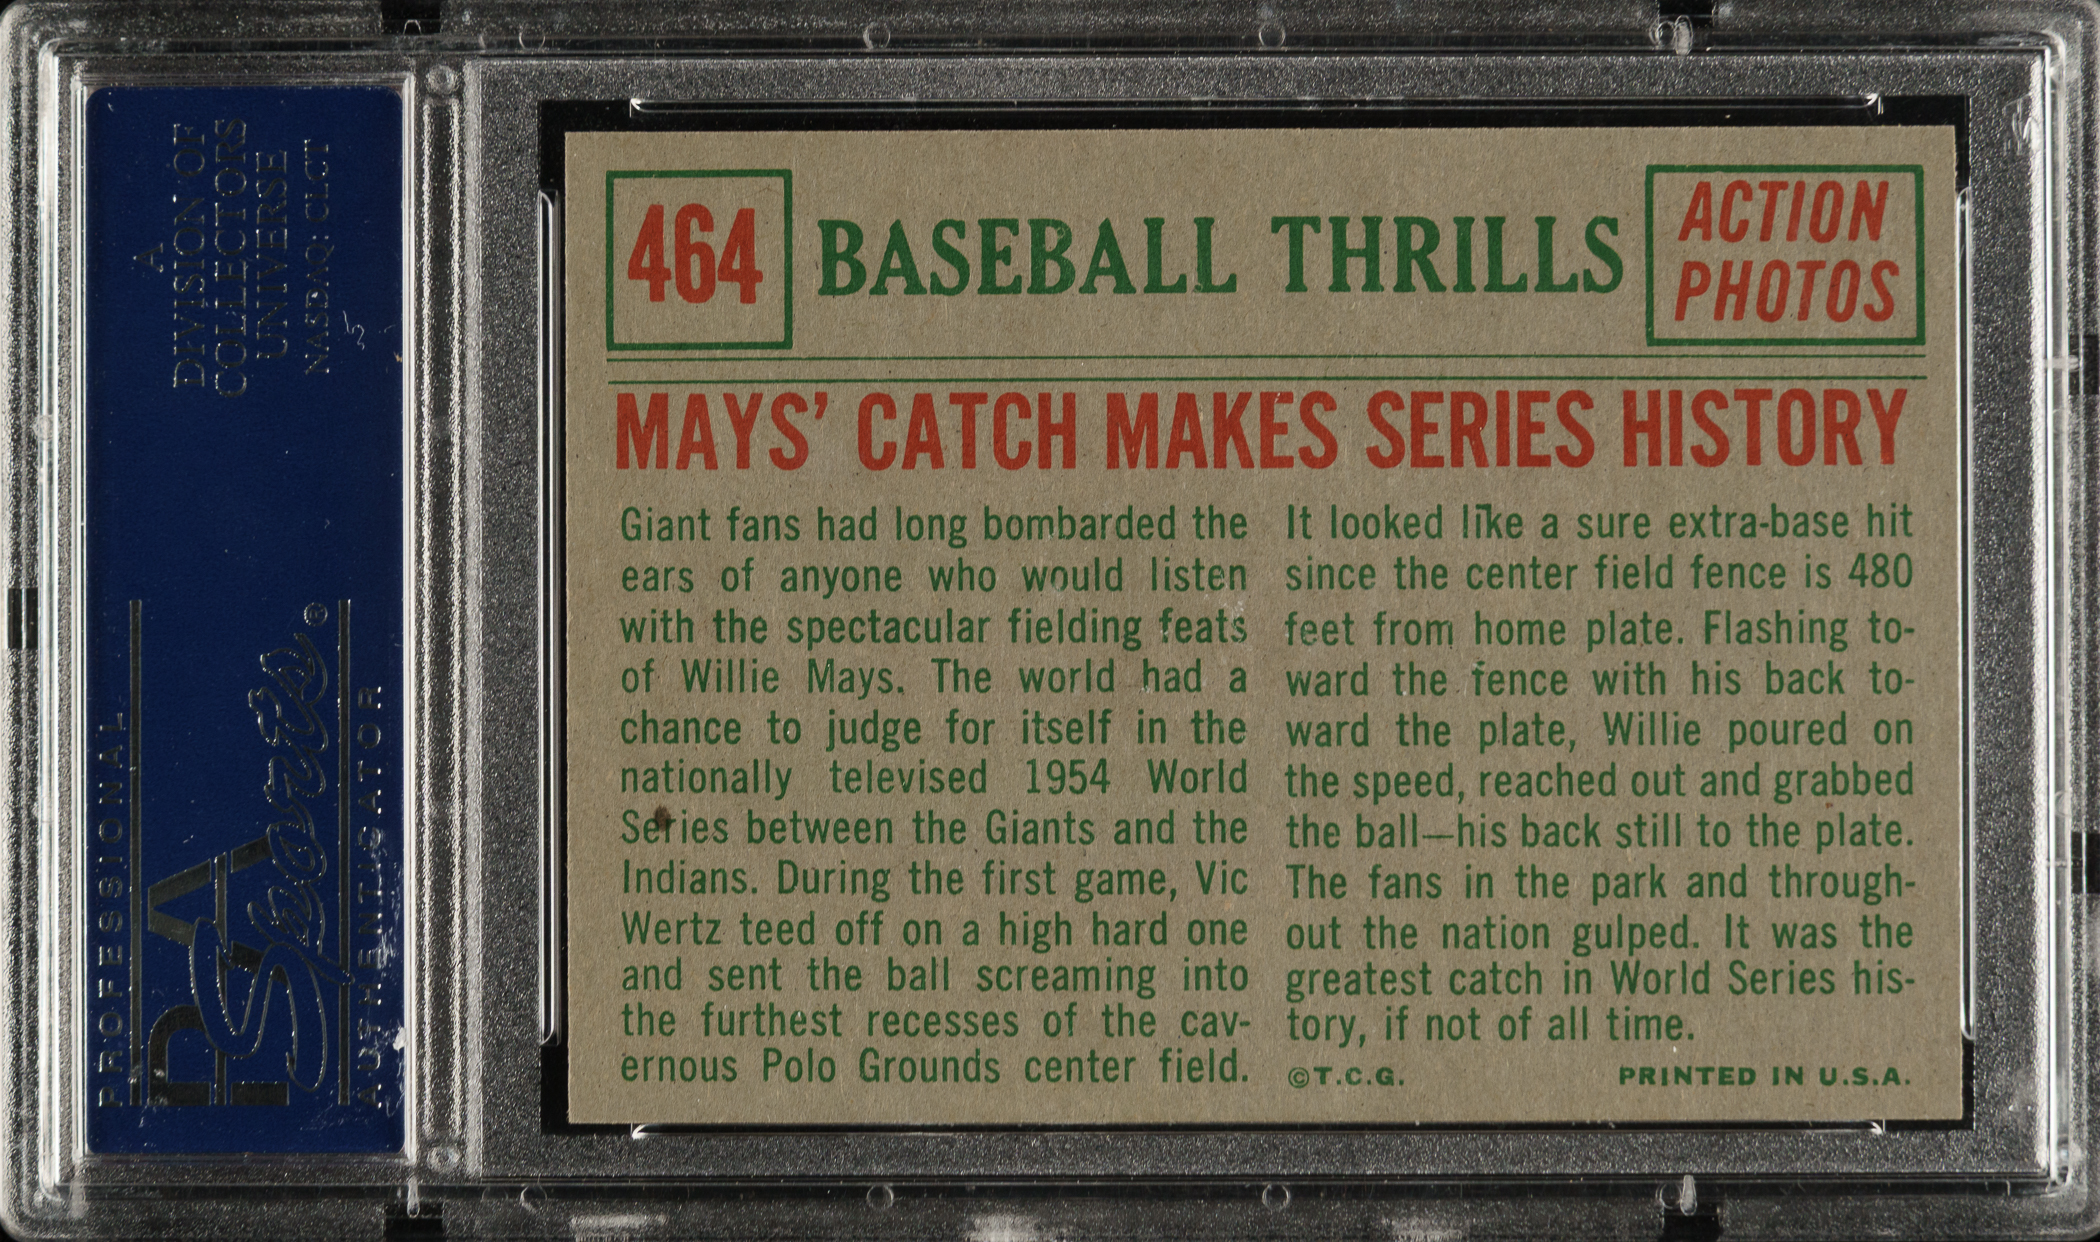 A
DIVISION OF
COLLECTORS
UNIVERSE
NASDAQ: CLCT
PROFESSIONAL
PSA
Sports®
AUTHENTICATOR
464
BASEBALL THRILLS
ACTION
PHOTOS
MAYS' CATCH MAKES SERIES HISTORY
Giant fans had long bombarded the
ears of anyone who would listen
with the spectacular fielding feats
of Willie Mays. The world had a
chance to judge for itself in the
nationally televised 1954 World
Series between the Giants and the
Indians. During the first game, Vic
Wertz teed off on a high hard one
and sent the ball screaming into
the furthest recesses of the cav-
ernous Polo Grounds center field.
It looked like a sure extra-base hit
since the center field fence is 480
feet from home plate. Flashing to-
ward the fence with his back to-
ward the plate, Willie poured on
the speed, reached out and grabbed
the ball—his back still to the plate.
The fans in the park and through-
out the nation gulped. It was the
greatest catch in World Series his-
tory, if not of all time.
©T.C.G.
PRINTED IN U.S.A.